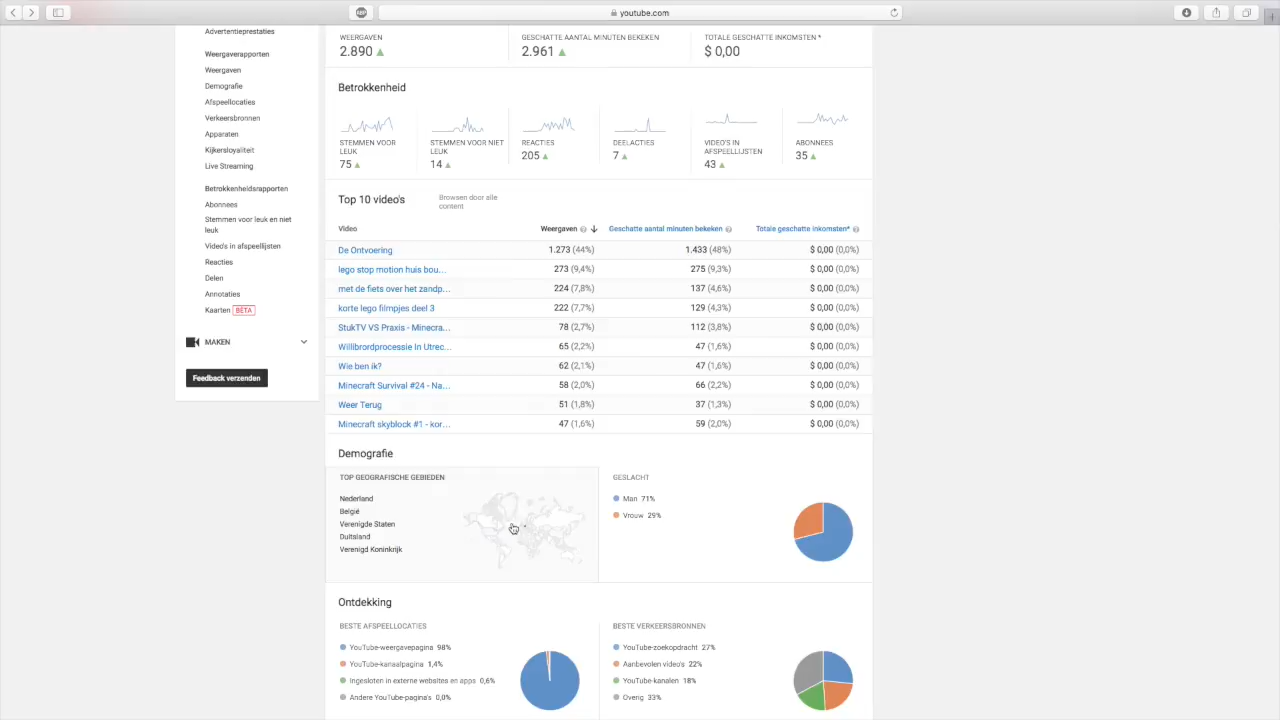 ABP
youtube.com
Advertentieprestaties
Weergaverapporten
Weergaven
Demografie
Afspeellocaties
Verkeersbronnen
Apparaten
Kijkersloyaliteit
Live Streaming
Betrokkenheidsrapporten
Abonnees
Stemmen voor leuk en niet
leuk
Video's in afspeellijsten
Reacties
Delen
Annotaties
Kaarten BÈTA
MAKEN
Feedback verzenden
WEERGAVEN
2.890
GESCHATTE AANTAL MINUTEN BEKEKEN
2.961
TOTALE GESCHATTE INKOMSTEN *
$ 0,00
Betrokkenheid
STEMMEN VOOR
LEUK
75
STEMMEN VOOR NIET
LEUK
14
REACTIES
205
DEELACTIES
7
VIDEO'S IN
AFSPEELLIJSTEN
43
ABONNEES
35
Top 10 video's
Browsen door alle
content
Video Weergaven Geschatte aantal minuten bekeken Totale geschatte inkomsten*
De Ontvoering 1.273 (44%) 1.433 (48%) $ 0,00 (0,0%)
lego stop motion huis bou... 273 (9,4%) 275 (9,3%) $ 0,00 (0,0%)
met de fiets over het zandp... 224 (7,8%) 137 (4,6%) $ 0,00 (0,0%)
korte lego filmpjes deel 3 222 (7,7%) 129 (4,3%) $ 0,00 (0,0%)
StukTV VS Praxis - Minecra... 78 (2,7%) 112 (3,8%) $ 0,00 (0,0%)
Willibrordprocessie In Utrec... 65 (2,2%) 47 (1,6%) $ 0,00 (0,0%)
Wie ben ik? 62 (2,1%) 47 (1,6%) $ 0,00 (0,0%)
Minecraft Survival #24 - Na... 58 (2,0%) 66 (2,2%) $ 0,00 (0,0%)
Weer Terug 51 (1,8%) 37 (1,3%) $ 0,00 (0,0%)
Minecraft skyblock #1 - kor... 47 (1,6%) 59 (2,0%) $ 0,00 (0,0%)
Demografie
TOP GEOGRAFISCHE GEBIEDEN
Nederland
België
Verenigde Staten
Duitsland
Verenigd Koninkrijk
GESLACHT
Man 71%
Vrouw 29%
Ontdekking
BESTE AFSPEELLOCATIES
YouTube-weergavepagina 98%
YouTube-kanaalpagina 1,4%
Ingesloten in externe websites en apps 0,6%
Andere YouTube-pagina's 0,0%
BESTE VERKEERSBRONNEN
YouTube-zoekopdracht 27%
Aanbevolen video's 22%
YouTube-kanalen 18%
Overig 33%